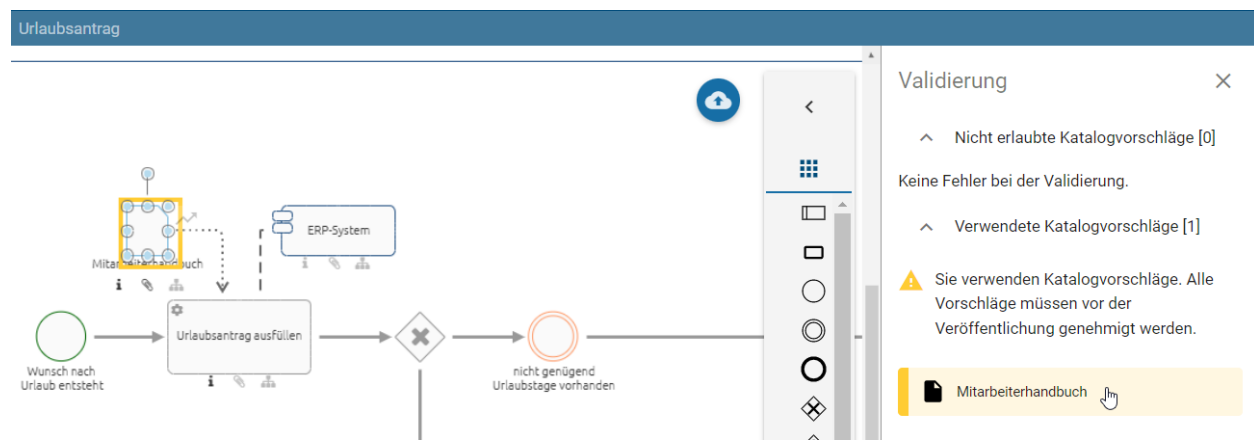 Urlaubsantrag
Validierung
Nicht erlaubte Katalogvorschläge [0]
Keine Fehler bei der Validierung.
Verwendete Katalogvorschläge [1]
Sie verwenden Katalogvorschläge. Alle
Vorschläge müssen vor der
Veröffentlichung genehmigt werden.
Mitarbeiterhandbuch
ERP-System
Mitarbeiterhandbuch
Urlaubsantrag ausfüllen
Wunsch nach
Urlaub entsteht
nicht genügend
Urlaubstage vorhanden